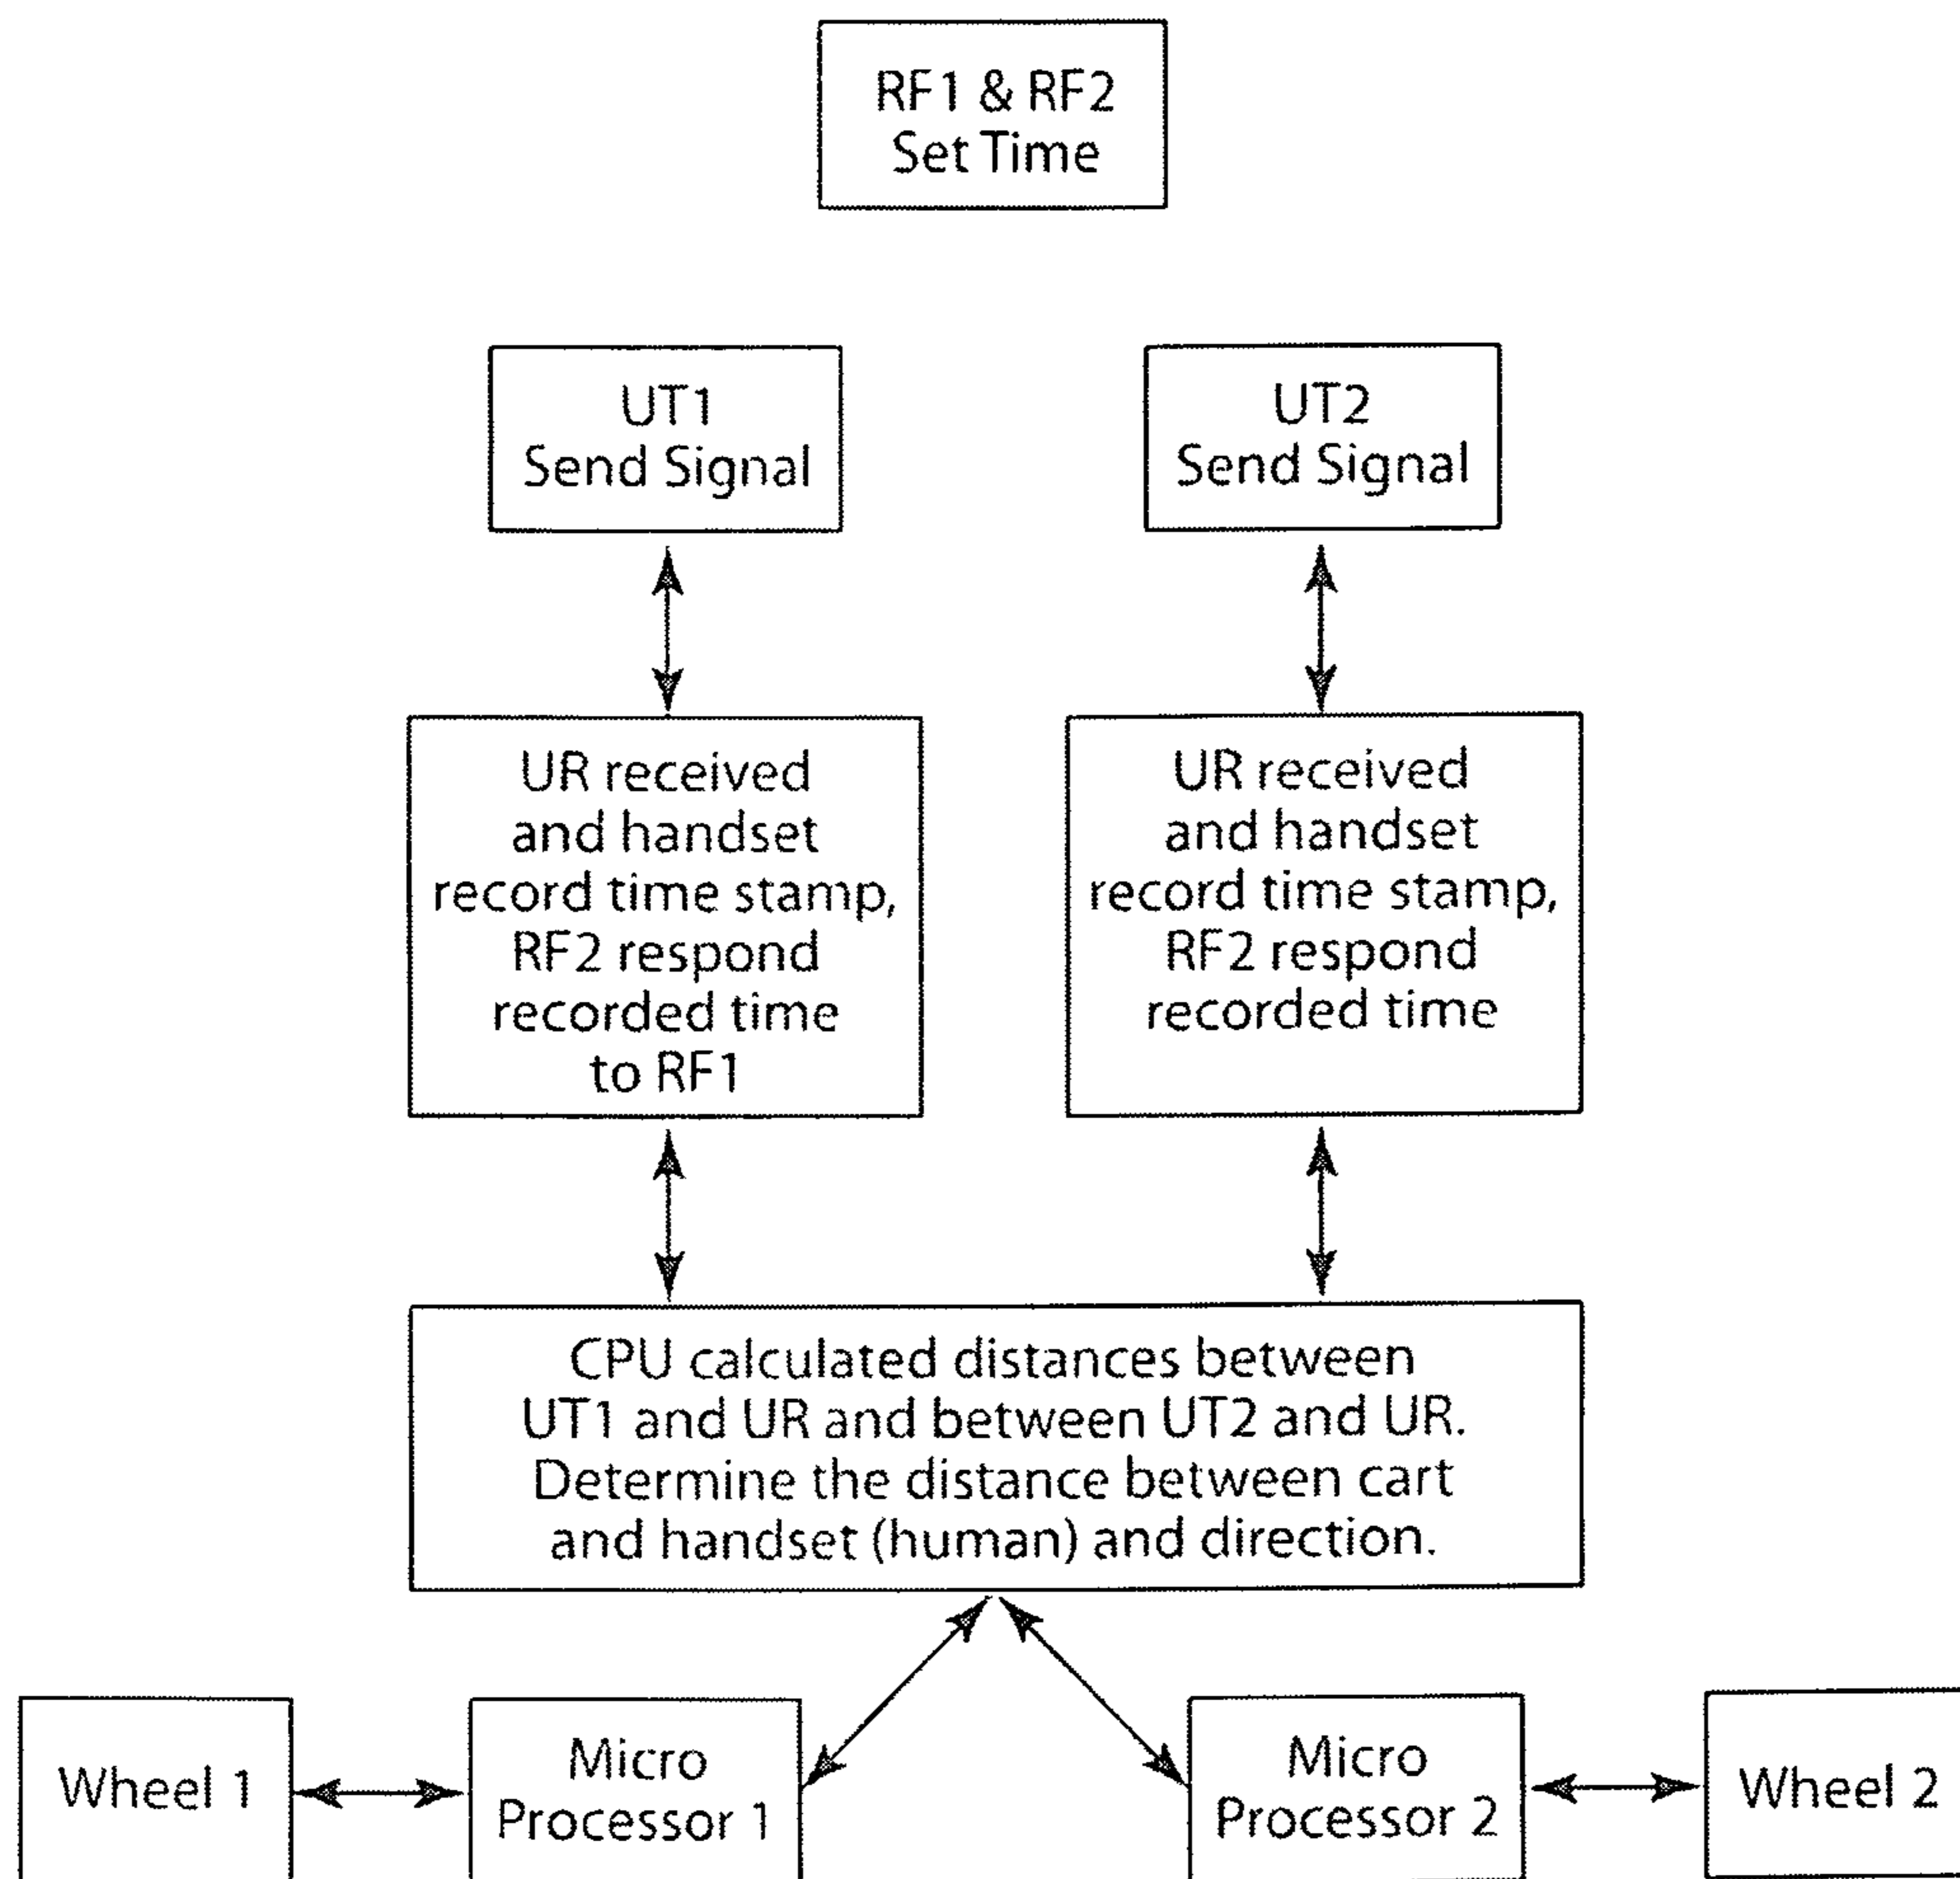 RF1 & RF2
Set Time
UT1
Send Signal
UT2
Send Signal
UR received
and handset
record time stamp,
RF2 respond
recorded time
to RF1
UR received
and handset
record time stamp,
RF2 respond
recorded time
CPU calculated distances between
UT1 and UR and between UT2 and UR.
Determine the distance between cart
and handset (human) and direction.
Wheel 1
Micro
Processor 1
Micro
Processor 2
Wheel 2